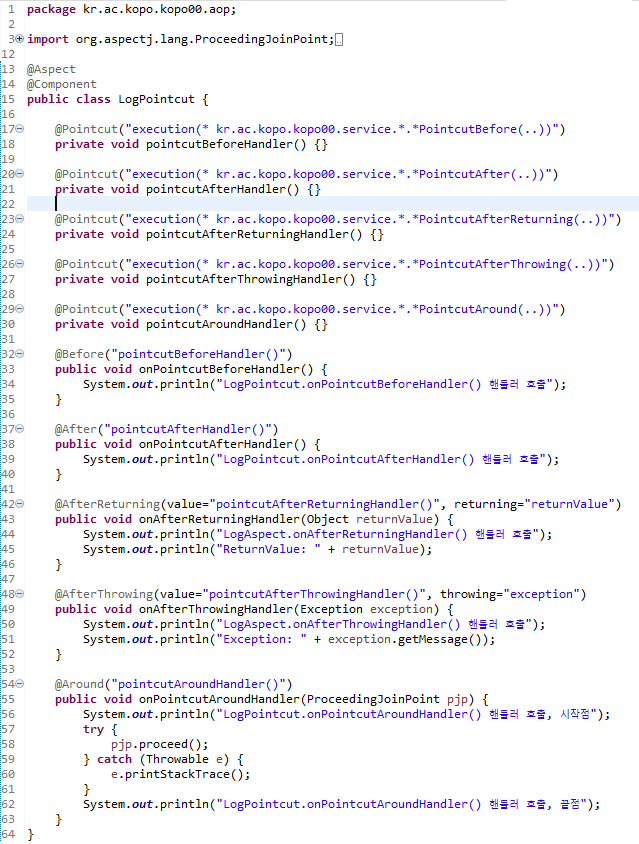 1 package kr.ac.kopo.kopo00.aop;
2
3 import org.aspectj.lang.ProceedingJoinPoint;
12
13 @Aspect
14 @Component
15 public class LogPointcut {
16
17 @Pointcut("execution(* kr.ac.kopo.kopo00.service.*.*PointcutBefore(..))")
18 private void pointcutBeforeHandler() {}
19
20 @Pointcut("execution(* kr.ac.kopo.kopo00.service.*.*PointcutAfter(..))")
21 private void pointcutAfterHandler() {}
22
23 @Pointcut("execution(* kr.ac.kopo.kopo00.service.*.*PointcutAfterReturning(..))")
24 private void pointcutAfterReturningHandler() {}
25
26 @Pointcut("execution(* kr.ac.kopo.kopo00.service.*.*PointcutAfterThrowing(..))")
27 private void pointcutAfterThrowingHandler() {}
28
29 @Pointcut("execution(* kr.ac.kopo.kopo00.service.*.*PointcutAround(..))")
30 private void pointcutAroundHandler() {}
31
32 @Before("pointcutBeforeHandler()")
33 public void onPointcutBeforeHandler() {
34 System.out.println("LogPointcut.onPointcutBeforeHandler() 핸들러 호출");
35 }
36
37 @After("pointcutAfterHandler()")
38 public void onPointcutAfterHandler() {
39 System.out.println("LogPointcut.onPointcutAfterHandler() 핸들러 호출");
40 }
41
42 @AfterReturning(value="pointcutAfterReturningHandler()", returning="returnValue")
43 public void onAfterReturningHandler(Object returnValue) {
44 System.out.println("LogAspect.onAfterReturningHandler() 핸들러 호출");
45 System.out.println("ReturnValue: " + returnValue);
46 }
47
48 @AfterThrowing(value="pointcutAfterThrowingHandler()", throwing="exception")
49 public void onAfterThrowingHandler(Exception exception) {
50 System.out.println("LogAspect.onAfterThrowingHandler() 핸들러 호출");
51 System.out.println("Exception: " + exception.getMessage());
52 }
53
54 @Around("pointcutAroundHandler()")
55 public void onPointcutAroundHandler(ProceedingJoinPoint pjp) {
56 System.out.println("LogPointcut.onPointcutAroundHandler() 핸들러 호출, 시작점");
57 try {
58 pjp.proceed();
59 } catch (Throwable e) {
60 e.printStackTrace();
61 }
62 System.out.println("LogPointcut.onPointcutAroundHandler() 핸들러 호출, 끝점");
63 }
64 }